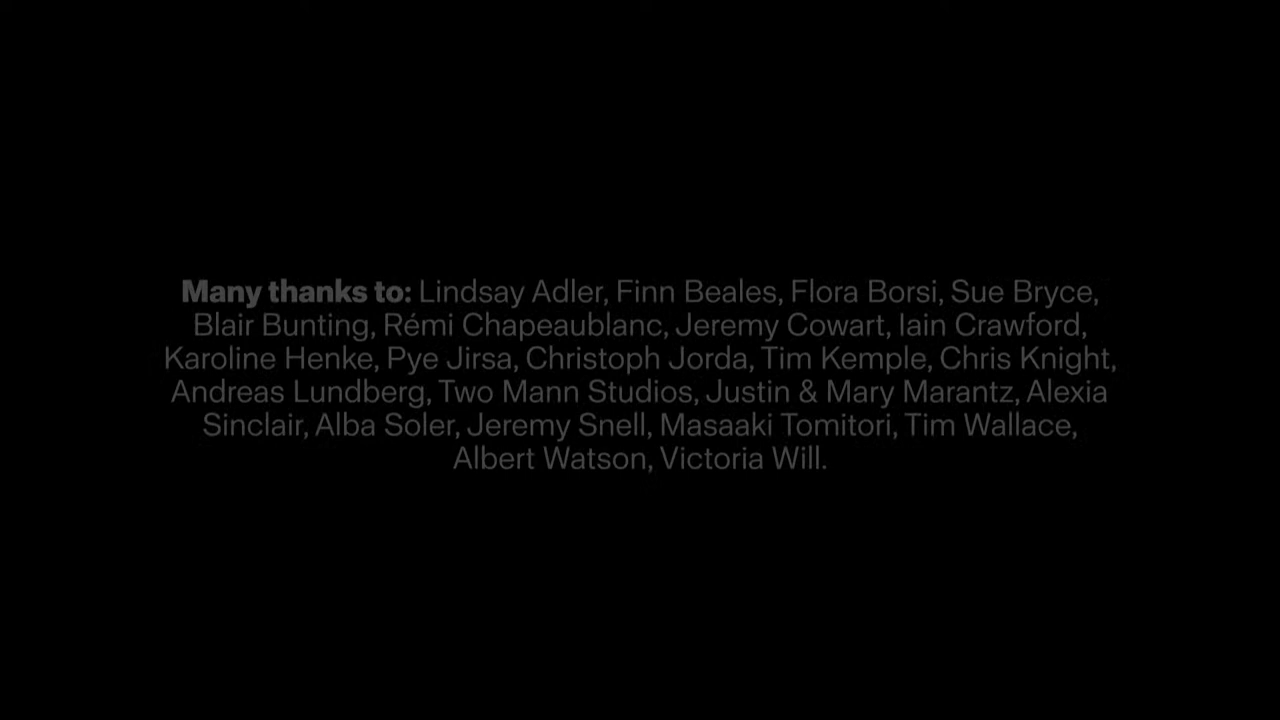 Many thanks to: Lindsay Adler, Finn Beales, Flora Borsi, Sue Bryce,
Blair Bunting, Rémi Chapeaublanc, Jeremy Cowart, Iain Crawford,
Karoline Henke, Pye Jirsa, Christoph Jorda, Tim Kemple, Chris Knight,
Andreas Lundberg, Two Mann Studios, Justin & Mary Marantz, Alexia
Sinclair, Alba Soler, Jeremy Snell, Masaaki Tomitori, Tim Wallace,
Albert Watson, Victoria Will.